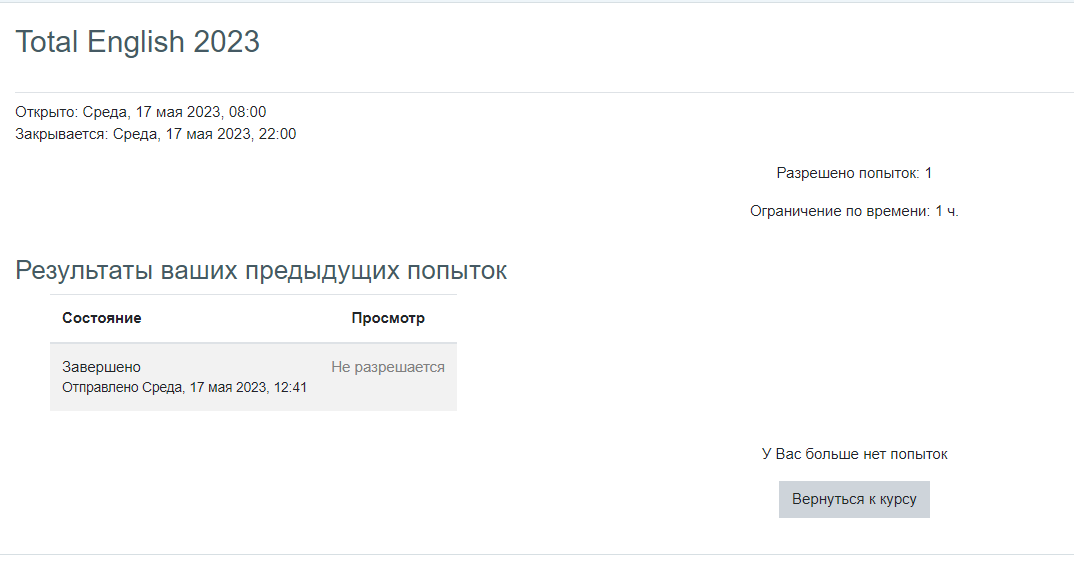 Total English 2023
Открыто: Среда, 17 мая 2023, 08:00
Закрывается: Среда, 17 мая 2023, 22:00
Разрешено попыток: 1
Ограничение по времени: 1 ч.
Результаты ваших предыдущих попыток
Состояние Просмотр
Завершено Не разрешается
Отправлено Среда, 17 мая 2023, 12:41
У Вас больше нет попыток
Вернуться к курсу